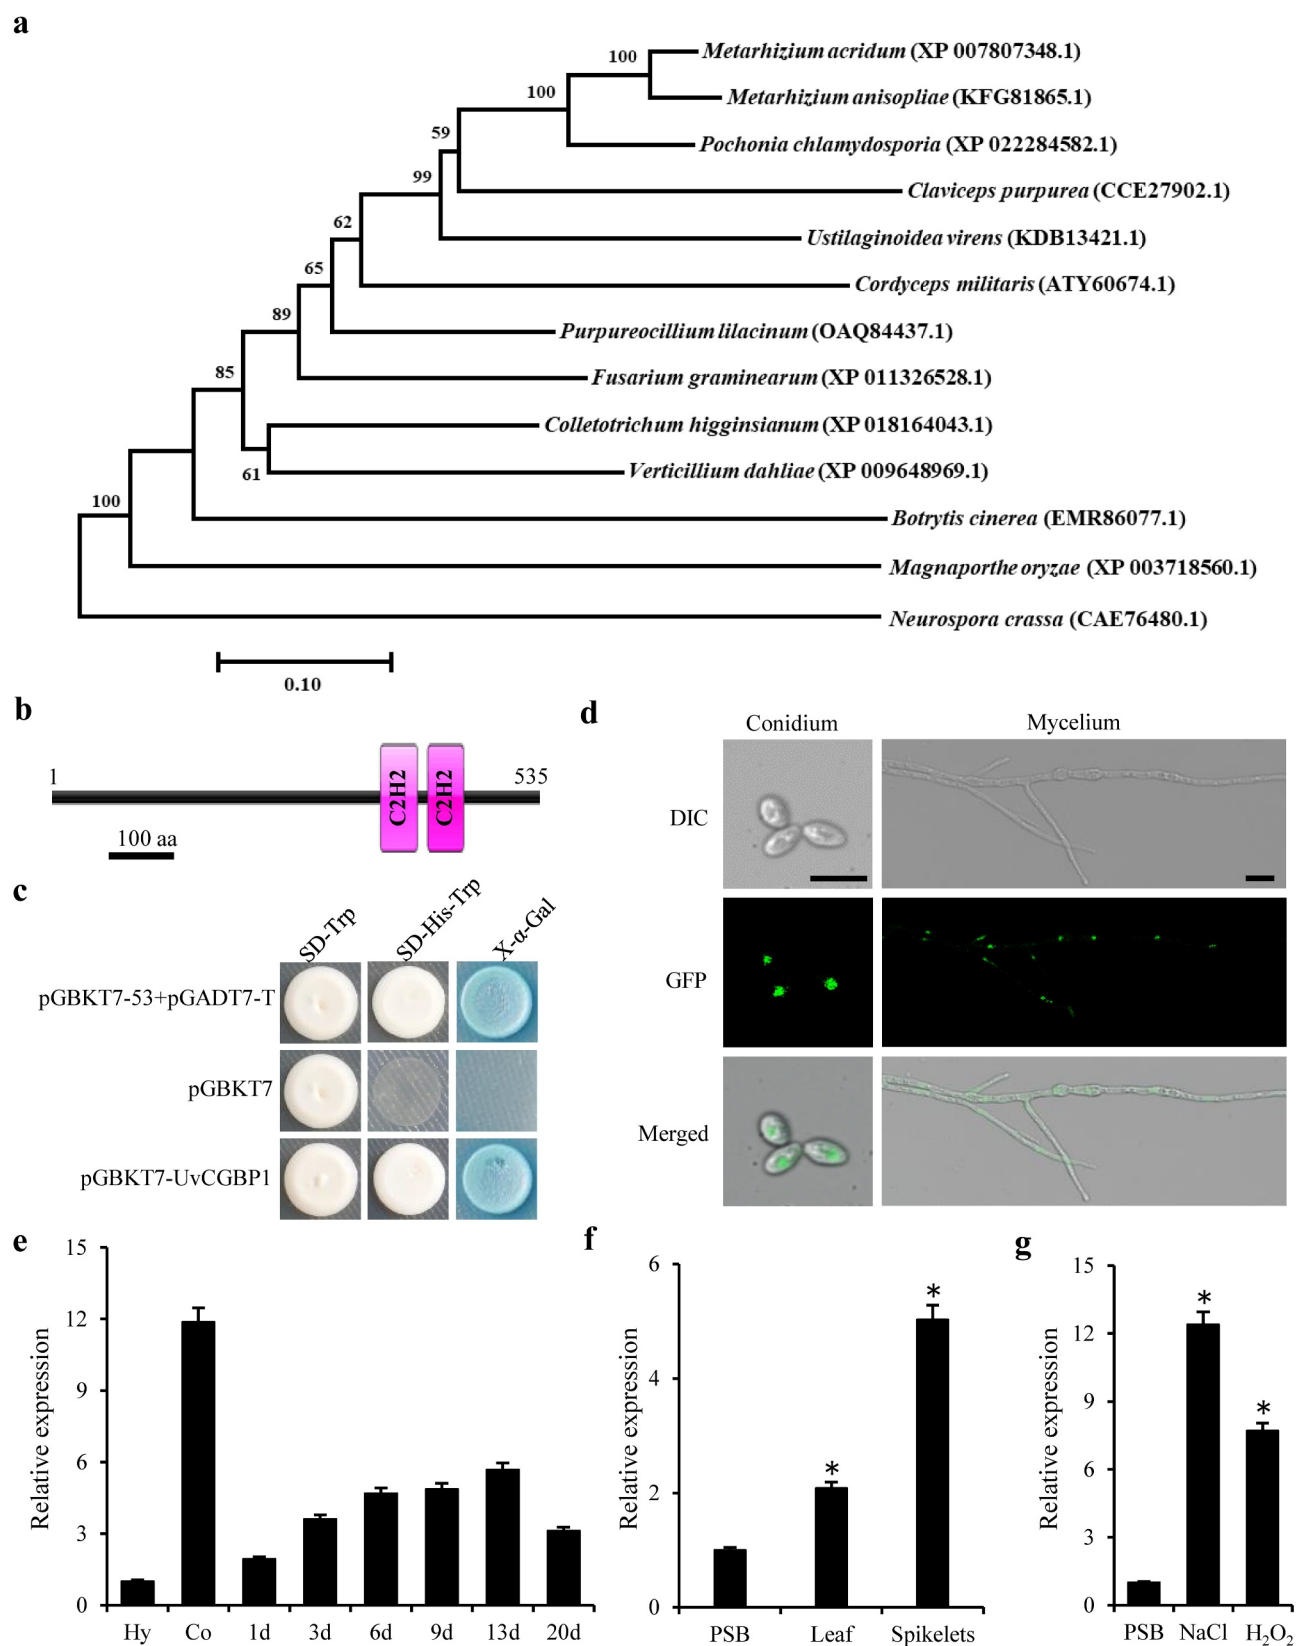 a
Metarhizium acridum (XP 007807348.1)
100
Metarhizium anisopliae (KFG81865.1)
100
Pochonia chlamydosporia (XP 022284582.1)
59
Claviceps purpurea (CCE27902.1)
99
Ustilaginoidea virens (KDB13421.1)
62
Cordyceps militaris (ATY60674.1)
65
Purpureocillium lilacinum (OAQ84437.1)
89
Fusarium graminearum (XP 011326528.1)
85
Colletotrichum higginsianum (XP 018164043.1)
61
Verticillium dahliae (XP 009648969.1)
100
Botrytis cinerea (EMR86077.1)
Magnaporthe oryzae (XP 003718560.1)
Neurospora crassa (CAE76480.1)
0.10
b
1
535
C2H2
C2H2
100 aa
c
SD-Trp
SD-His-Trp
X-α-Gal
pGBKT7-53+pGADT7-T
pGBKT7
pGBKT7-UvCGBP1
d
Conidium
Mycelium
DIC
GFP
Merged
e
Relative expression
15
12
9
6
3
0
Hy Co 1d 3d 6d 9d 13d 20d
f
Relative expression
6
4
2
0
*
*
PSB Leaf Spikelets
g
Relative expression
15
12
9
6
3
0
*
*
PSB NaCl H₂O₂